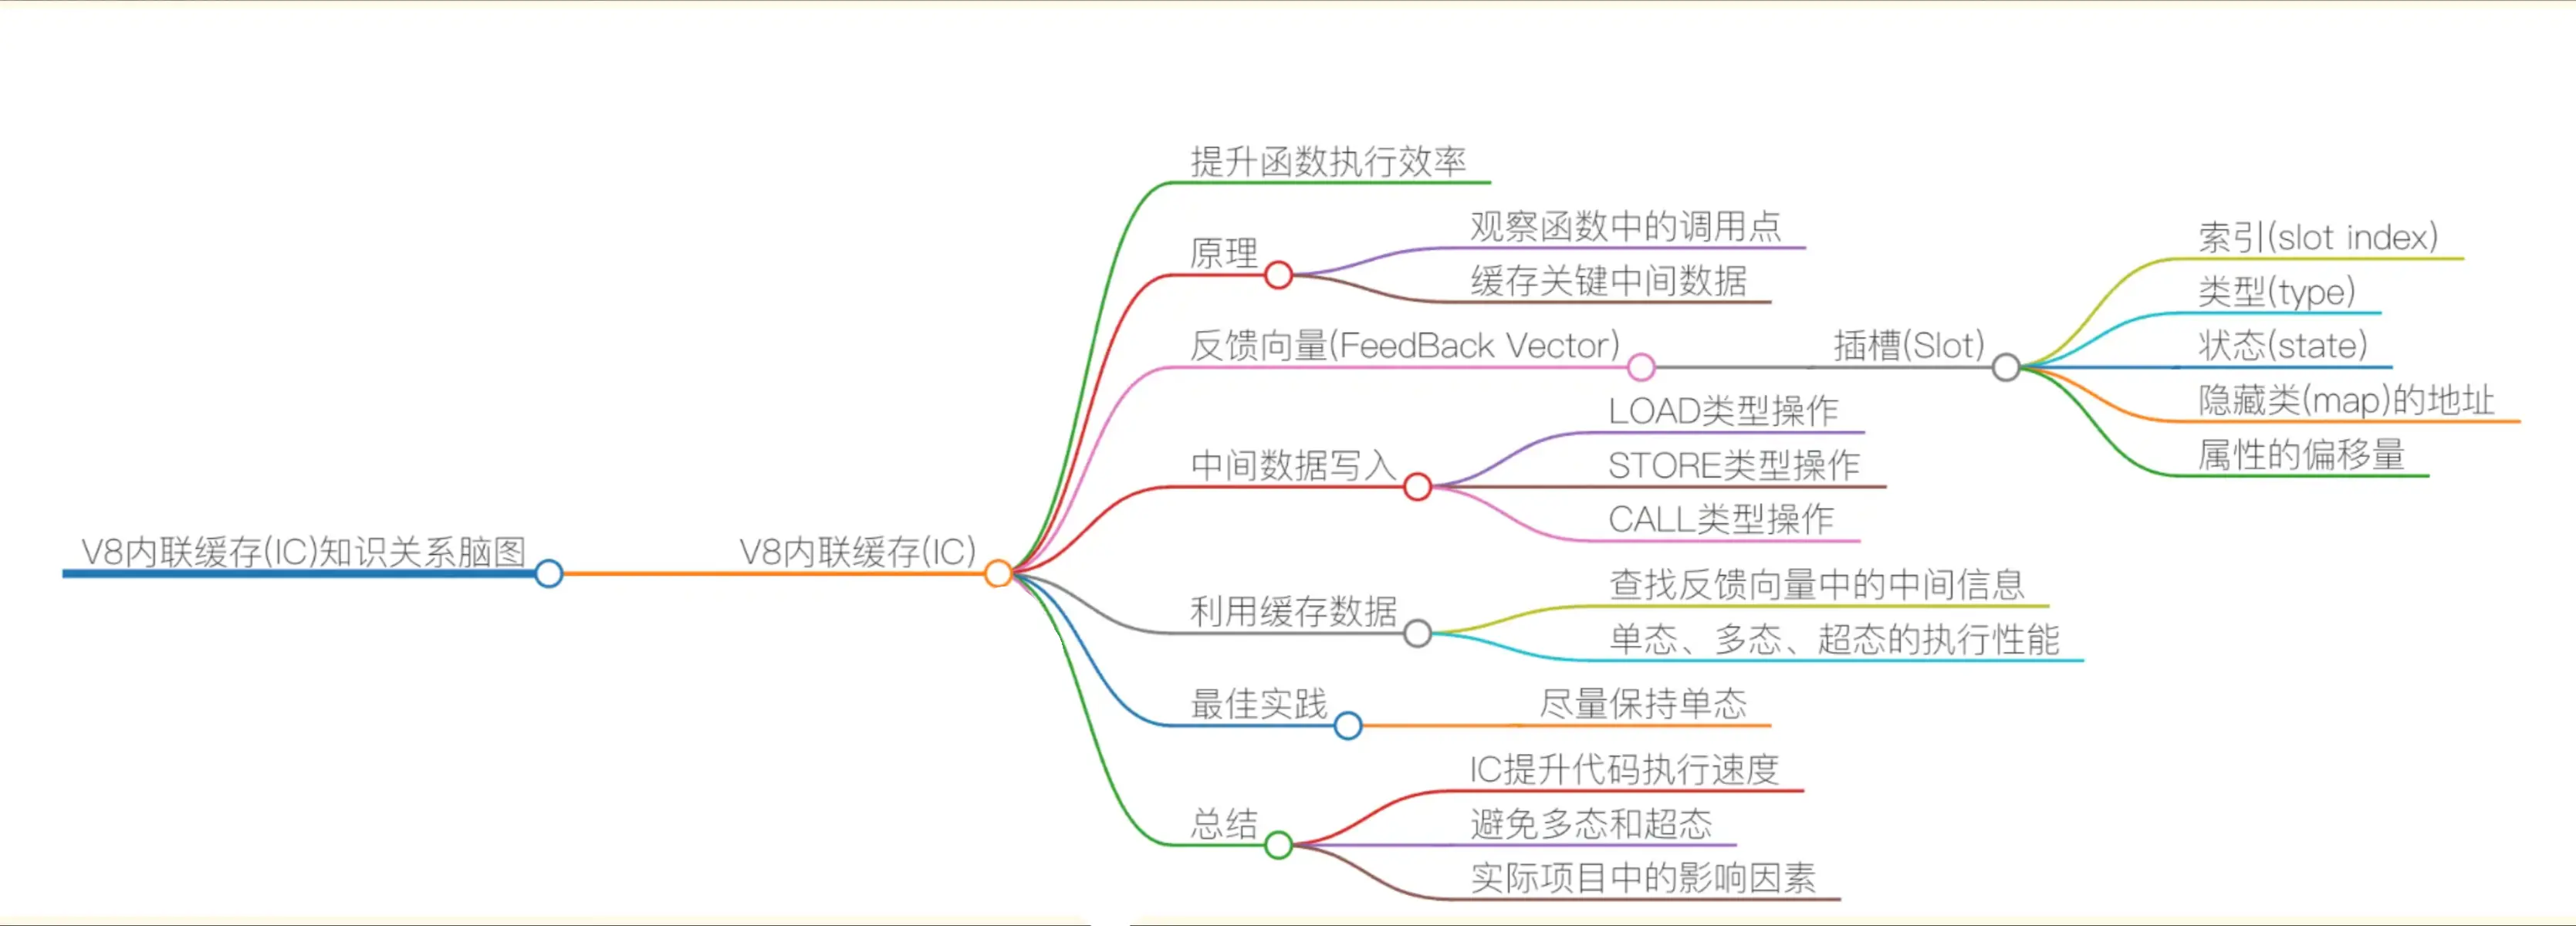 V8内联缓存(IC)知识关系脑图
V8内联缓存(IC)
提升函数执行效率
原理
观察函数中的调用点
缓存关键中间数据
反馈向量(FeedBack Vector)
插槽(Slot)
索引(slot index)
类型(type)
状态(state)
隐藏类(map)的地址
属性的偏移量
中间数据写入
LOAD类型操作
STORE类型操作
CALL类型操作
利用缓存数据
查找反馈向量中的中间信息
单态、多态、超态的执行性能
最佳实践
尽量保持单态
总结
IC提升代码执行速度
避免多态和超态
实际项目中的影响因素